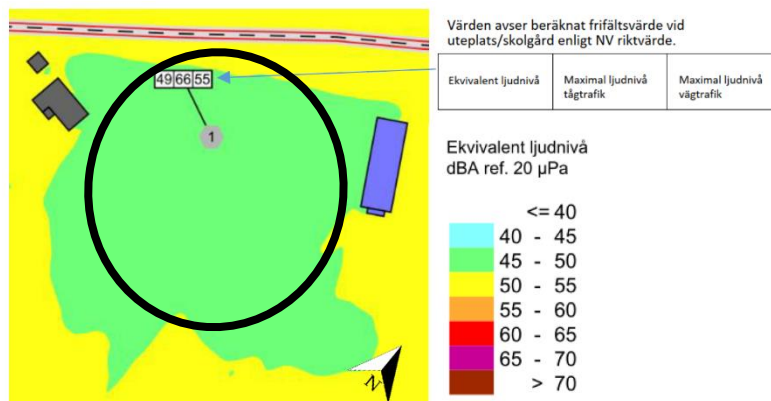 Värden avser beräknat frifältsvärde vid
uteplats/skolgård enligt NV riktvärde.
49 66 55
Ekvivalent ljudnivå
Maximal ljudnivå
tågtrafik
Maximal ljudnivå
vägtrafik
1
Ekvivalent ljudnivå
dBA ref. 20 µPa
<= 40
40 - 45
45 - 50
50 - 55
55 - 60
60 - 65
65 - 70
> 70
N